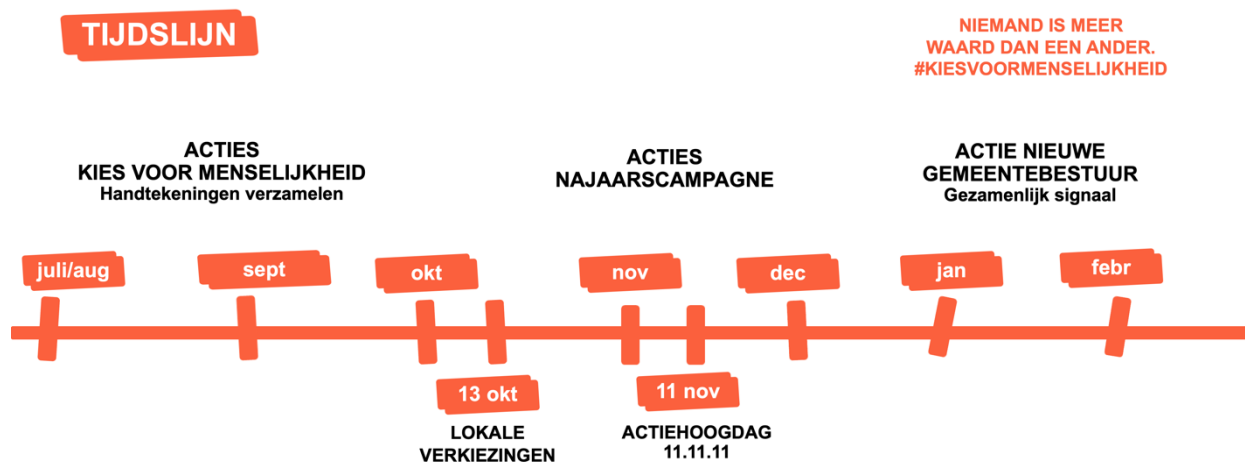 TIJDSLIJN
NIEMAND IS MEER
WAARD DAN EEN ANDER.
#KIESVOORMENSELIJKHEID
ACTIES
KIES VOOR MENSELIJKHEID
Handtekeningen verzamelen
ACTIES
NAJAARSCAMPAGNE
ACTIE NIEUWE
GEMEENTEBESTUUR
Gezamenlijk signaal
juli/aug
sept
okt
nov
dec
jan
febr
13 okt
11 nov
LOKALE
VERKIEZINGEN
ACTIEHOOGDAG
11.11.11